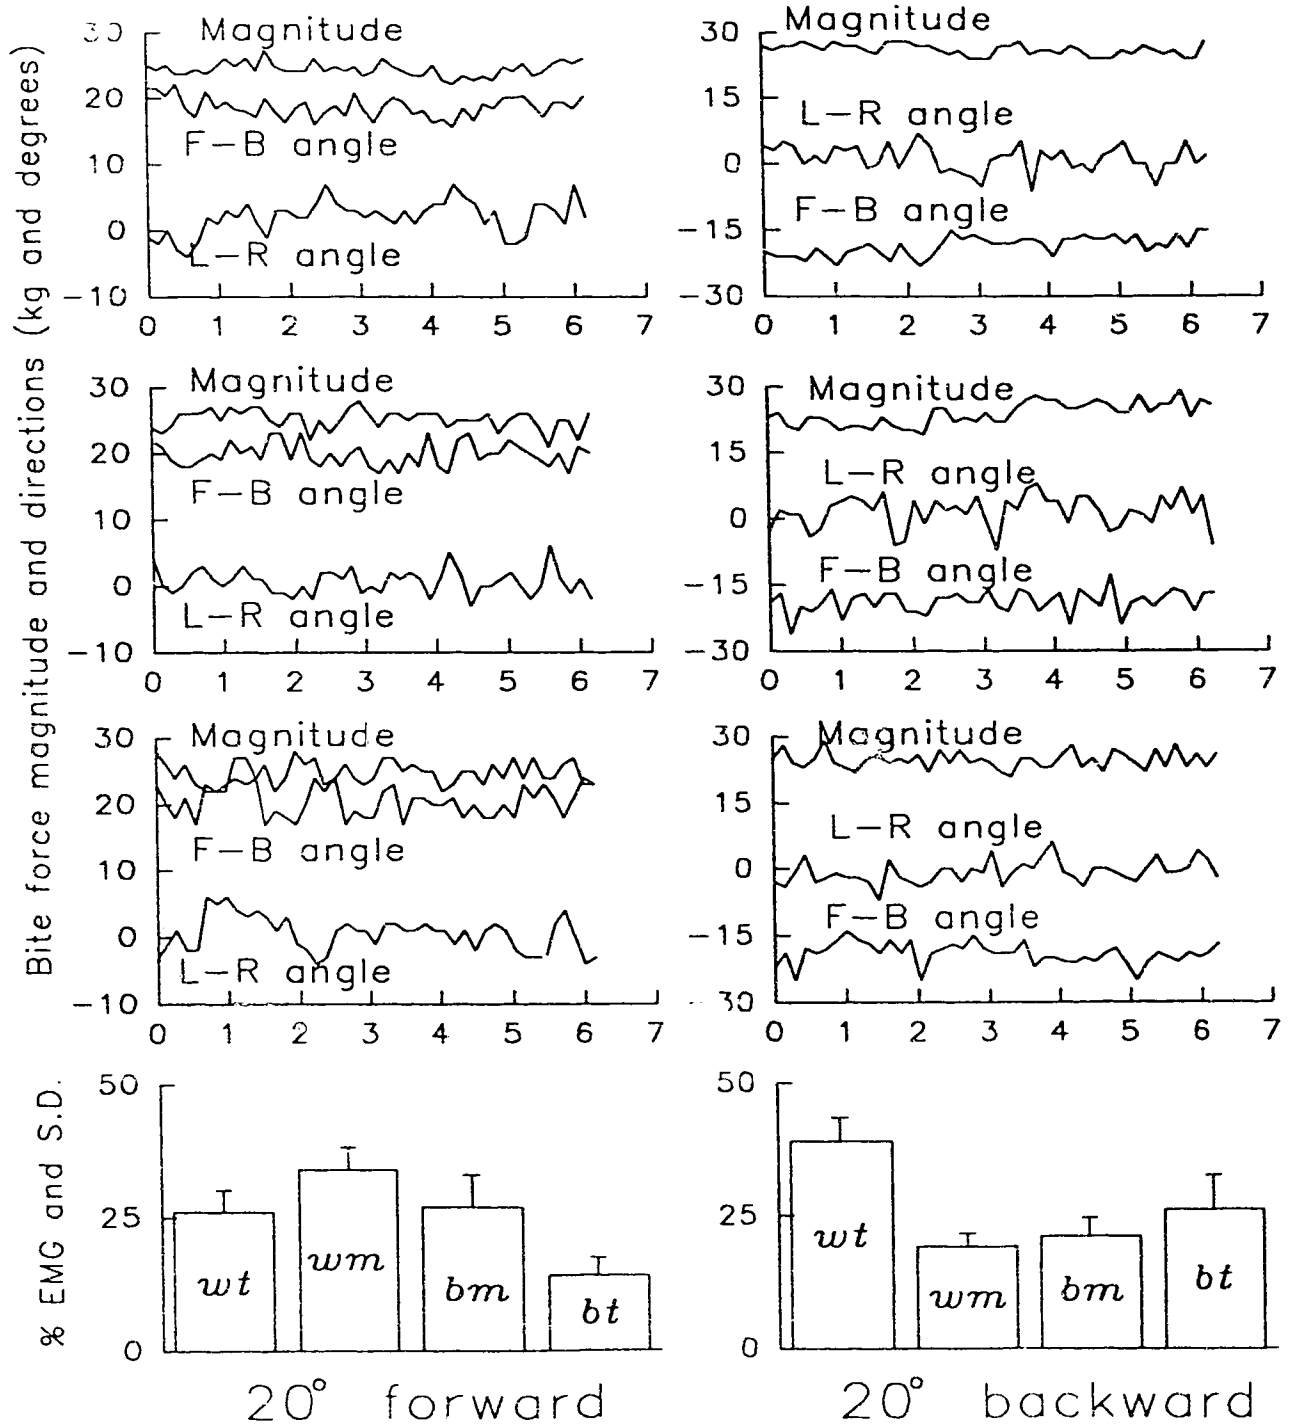 Bite force magnitude and directions (kg and degrees)
% EMG and S.D.
30
20
10
0
-10
Magnitude
F-B angle
L-R angle
0 1 2 3 4 5 6 7
30
15
0
-15
-30
Magnitude
L-R angle
F-B angle
0 1 2 3 4 5 6 7
30
20
10
0
-10
Magnitude
F-B angle
L-R angle
0 1 2 3 4 5 6 7
30
15
0
-15
-30
Magnitude
L-R angle
F-B angle
0 1 2 3 4 5 6 7
30
20
10
0
-10
Magnitude
F-B angle
L-R angle
0 1 2 3 4 5 6 7
30
15
0
-15
-30
Magnitude
L-R angle
F-B angle
0 1 2 3 4 5 6 7
50
25
0
wt wm bm bt
20° forward
50
25
0
wt wm bm bt
20° backward